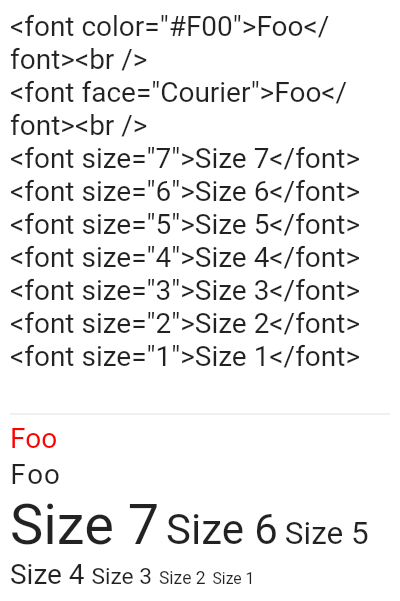 <font color="#F00">Foo</
font><br />
<font face="Courier">Foo</
font><br />
<font size="7">Size 7</font>
<font size="6">Size 6</font>
<font size="5">Size 5</font>
<font size="4">Size 4</font>
<font size="3">Size 3</font>
<font size="2">Size 2</font>
<font size="1">Size 1</font>
Foo
Foo
Size 7 Size 6 Size 5
Size 4 Size 3 Size 2 Size 1